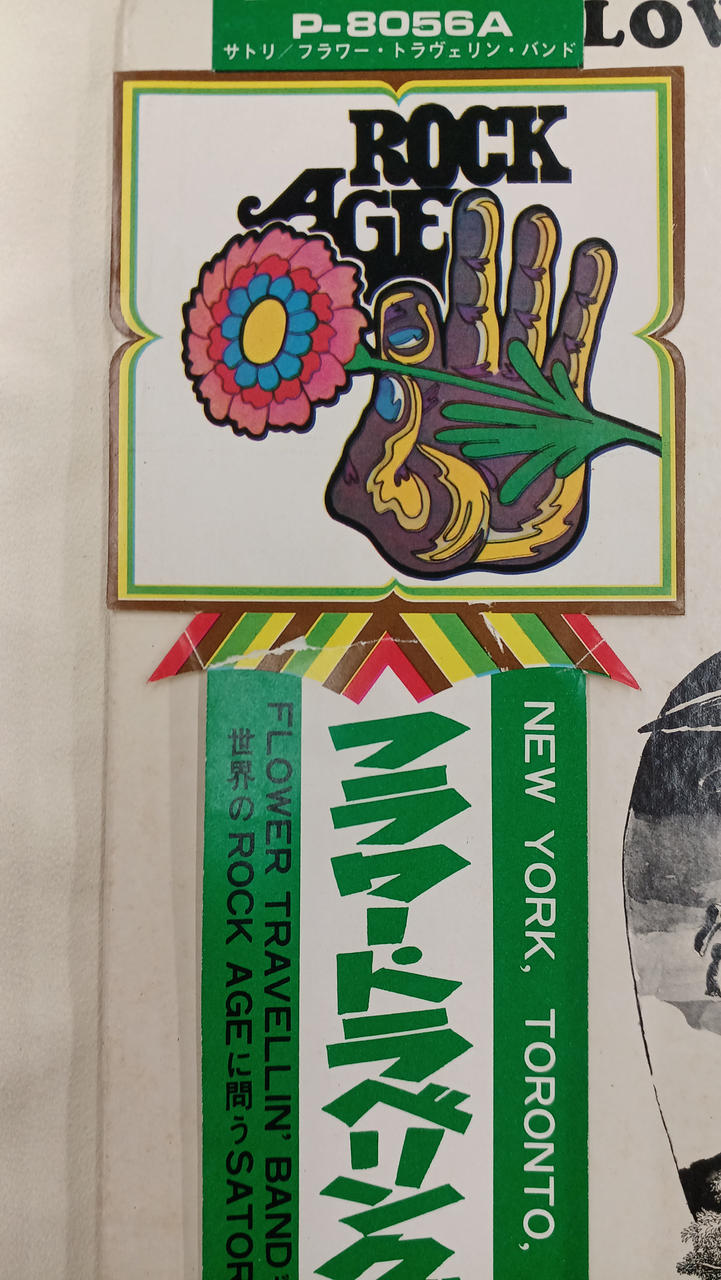 P-8056A
サトリ／フラワー・トラヴェリン・バンド
LOW
ROCK
AGE
NEW YORK, TORONTO,
フラワー・トラベリング
FLOWER TRAVELLIN' BAND
世界のROCK AGEに問うSATOR